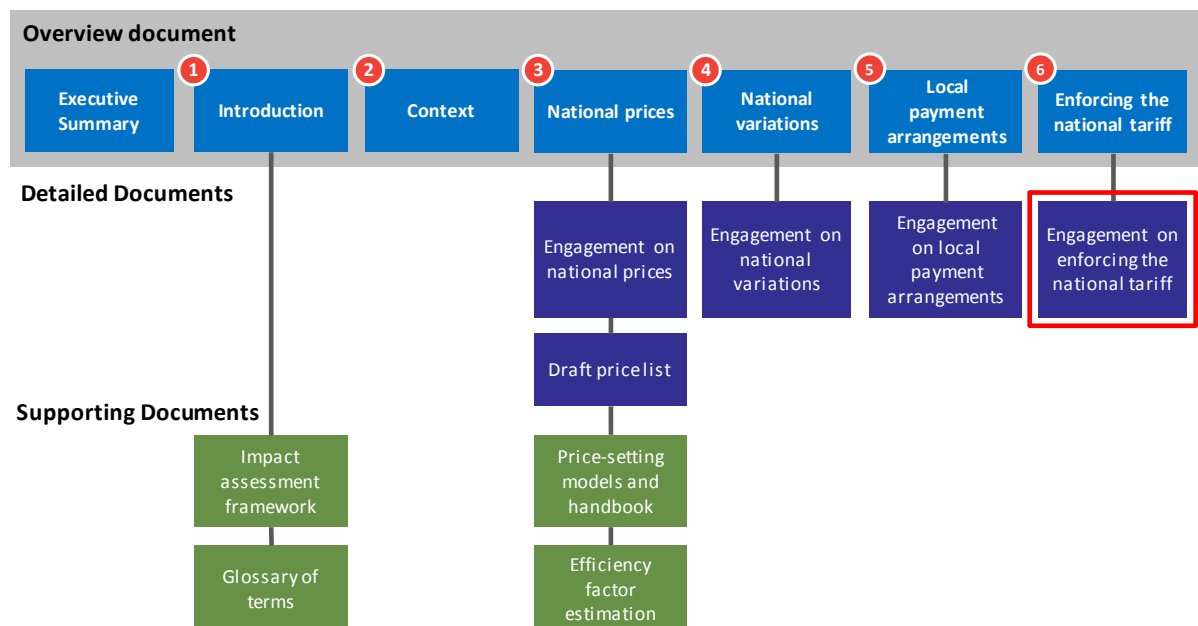 Overview document
1
2
3
4
5
6
Executive
Summary
Introduction
Context
National prices
National
variations
Local
payment
arrangements
Enforcing the
national tariff
Detailed Documents
Engagement on
national prices
Engagement on
national
variations
Engagement
on local
payment
arrangements
Engagement on
enforcing the
national tariff
Draft price list
Supporting Documents
Impact
assessment
framework
Price-setting
models and
handbook
Glossary of
terms
Efficiency
factor
estimation